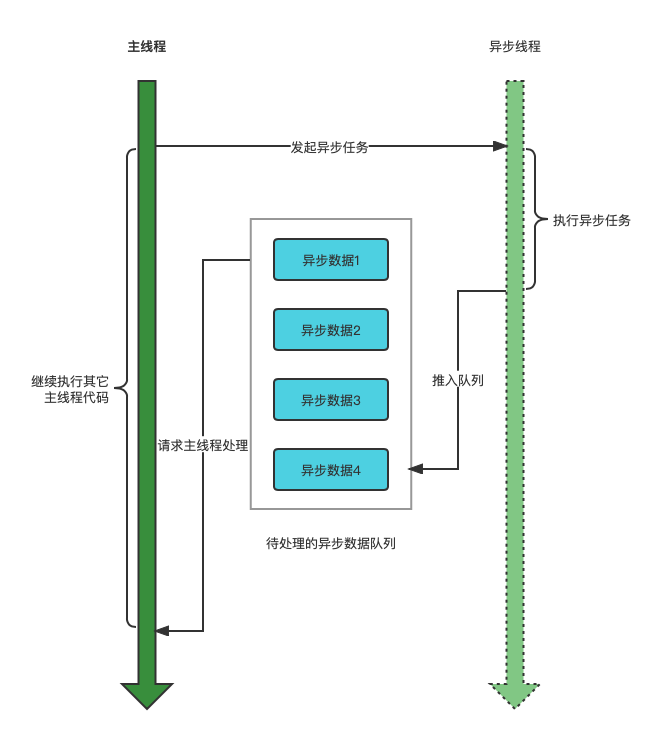 主线程
异步线程
发起异步任务
执行异步任务
异步数据1
异步数据2
异步数据3
异步数据4
推入队列
继续执行其它
主线程代码
请求主线程处理
待处理的异步数据队列